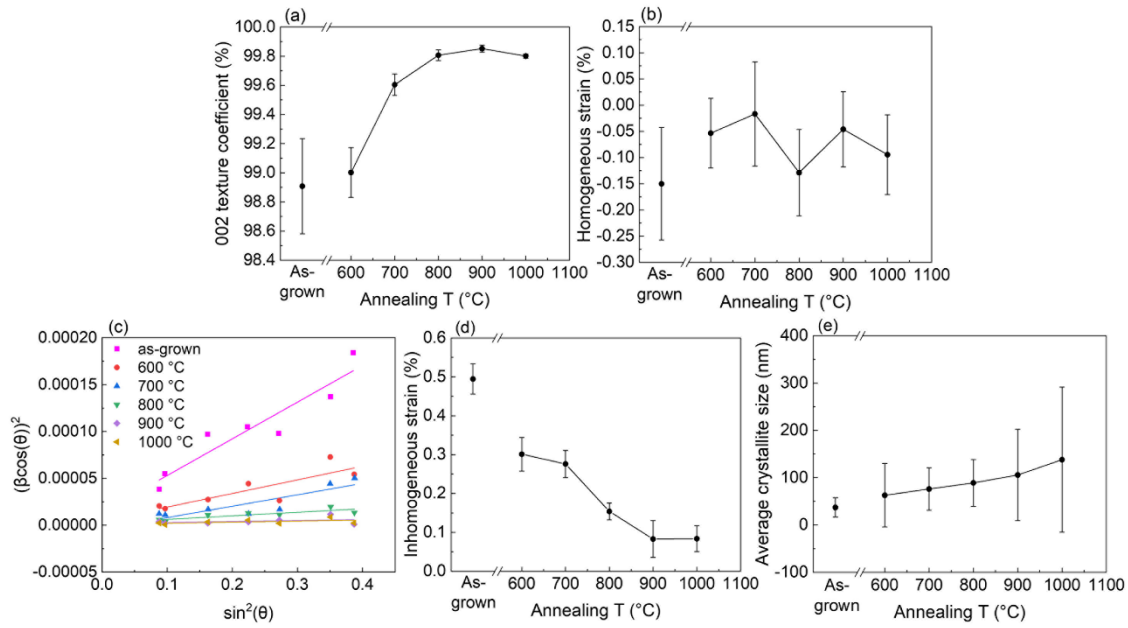 (a)
100.0
99.8
99.6
99.4
99.2
99.0
98.8
98.6
98.4
002 texture coefficient (%)
As-
grown
600 700 800 900 1000 1100
Annealing T (°C)
(b)
0.15
0.10
0.05
0.00
-0.05
-0.10
-0.15
-0.20
-0.25
-0.30
Homogeneous strain (%)
As-
grown
600 700 800 900 1000 1100
Annealing T (°C)
(c)
0.00020
0.00015
0.00010
0.00005
0.00000
-0.00005
(βcos(θ))²
as-grown
600 °C
700 °C
800 °C
900 °C
1000 °C
0.0 0.1 0.2 0.3 0.4
sin²(θ)
(d)
0.6
0.5
0.4
0.3
0.2
0.1
0.0
Inhomogeneous strain (%)
As-
grown
600 700 800 900 1000 1100
Annealing T (°C)
(e)
400
300
200
100
0
-100
Average crystallite size (nm)
As-
grown
600 700 800 900 1000 1100
Annealing T (°C)